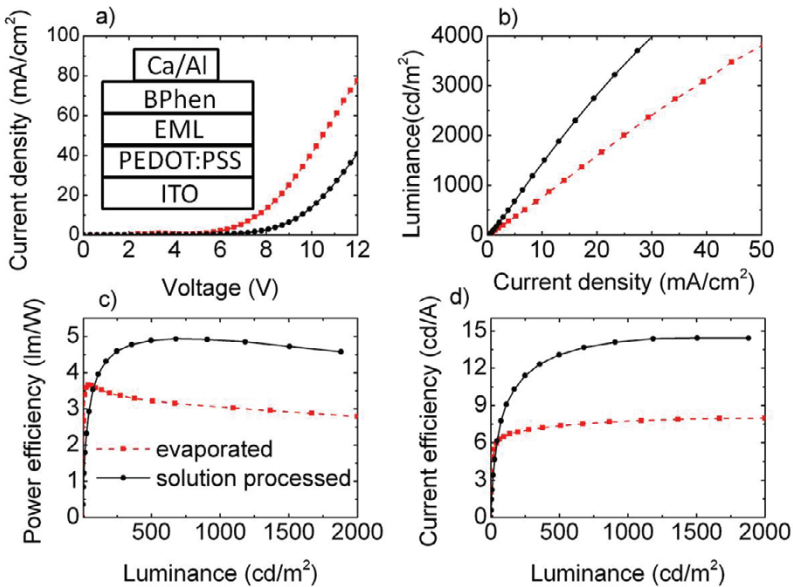 a)
Current density (mA/cm²)
100
80
60
40
20
0
Ca/Al
BPhen
EML
PEDOT:PSS
ITO
0 2 4 6 8 10 12
Voltage (V)
b)
Luminance(cd/m²)
4000
3000
2000
1000
0
0 10 20 30 40 50
Current density (mA/cm²)
c)
Power efficiency (lm/W)
5
4
3
2
1
0
evaporated
solution processed
500 1000 1500 2000
Luminance (cd/m²)
d)
Current efficiency (cd/A)
15
12
9
6
3
0
0 500 1000 1500 2000
Luminance (cd/m²)